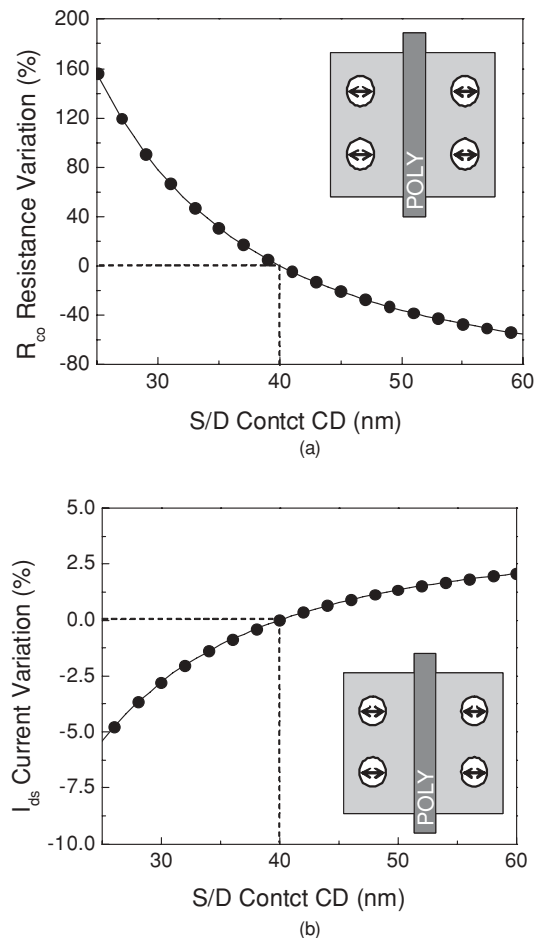 200
160
120
80
40
0
-40
-80
R_co Resistance Variation (%)
POLY
30 40 50 60
S/D Contct CD (nm)
(a)
5.0
2.5
0.0
-2.5
-5.0
-7.5
-10.0
I_ds Current Variation (%)
POLY
30 40 50 60
S/D Contct CD (nm)
(b)